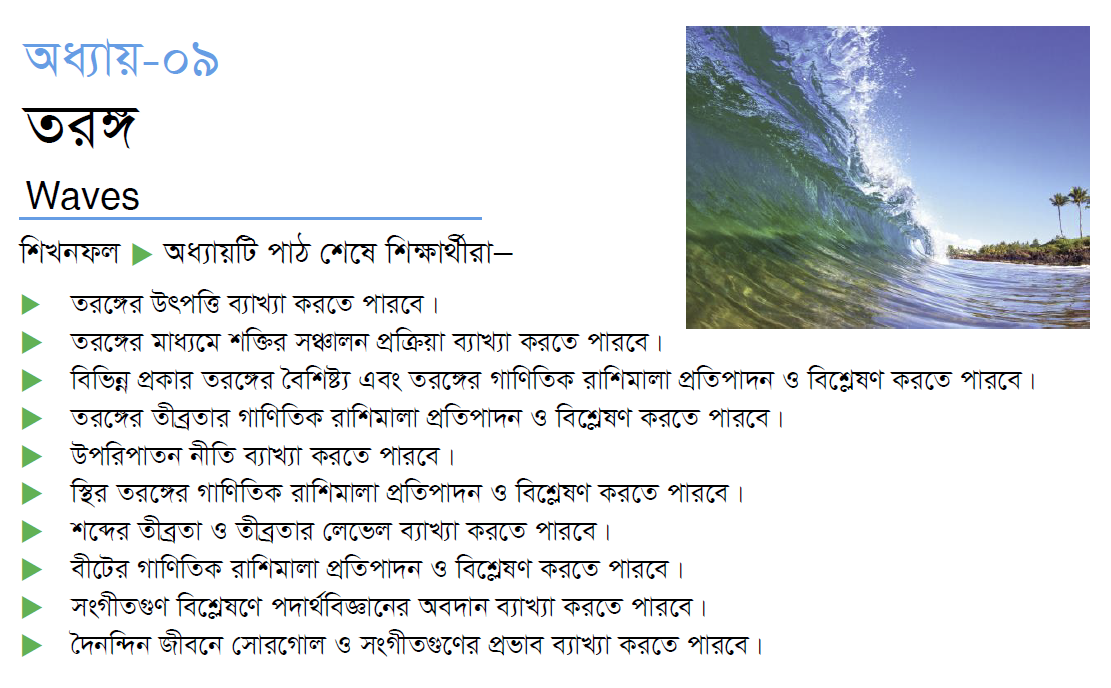 অধ্যায়-০৯
তরঙ্গ
Waves
শিখনফল ▶ অধ্যায়টি পাঠ শেষে শিক্ষার্থীরা–
▶ তরঙ্গের উৎপত্তি ব্যাখ্যা করতে পারবে।
▶ তরঙ্গের মাধ্যমে শক্তির সঞ্চালন প্রক্রিয়া ব্যাখ্যা করতে পারবে।
▶ বিভিন্ন প্রকার তরঙ্গের বৈশিষ্ট্য এবং তরঙ্গের গাণিতিক রাশিমালা প্রতিপাদন ও বিশ্লেষণ করতে পারবে।
▶ তরঙ্গের তীব্রতার গাণিতিক রাশিমালা প্রতিপাদন ও বিশ্লেষণ করতে পারবে।
▶ উপরিপাতন নীতি ব্যাখ্যা করতে পারবে।
▶ স্থির তরঙ্গের গাণিতিক রাশিমালা প্রতিপাদন ও বিশ্লেষণ করতে পারবে।
▶ শব্দের তীব্রতা ও তীব্রতার লেভেল ব্যাখ্যা করতে পারবে।
▶ বীটের গাণিতিক রাশিমালা প্রতিপাদন ও বিশ্লেষণ করতে পারবে।
▶ সংগীতগুণ বিশ্লেষণে পদার্থবিজ্ঞানের অবদান ব্যাখ্যা করতে পারবে।
▶ দৈনন্দিন জীবনে সোরগোল ও সংগীতগুণের প্রভাব ব্যাখ্যা করতে পারবে।